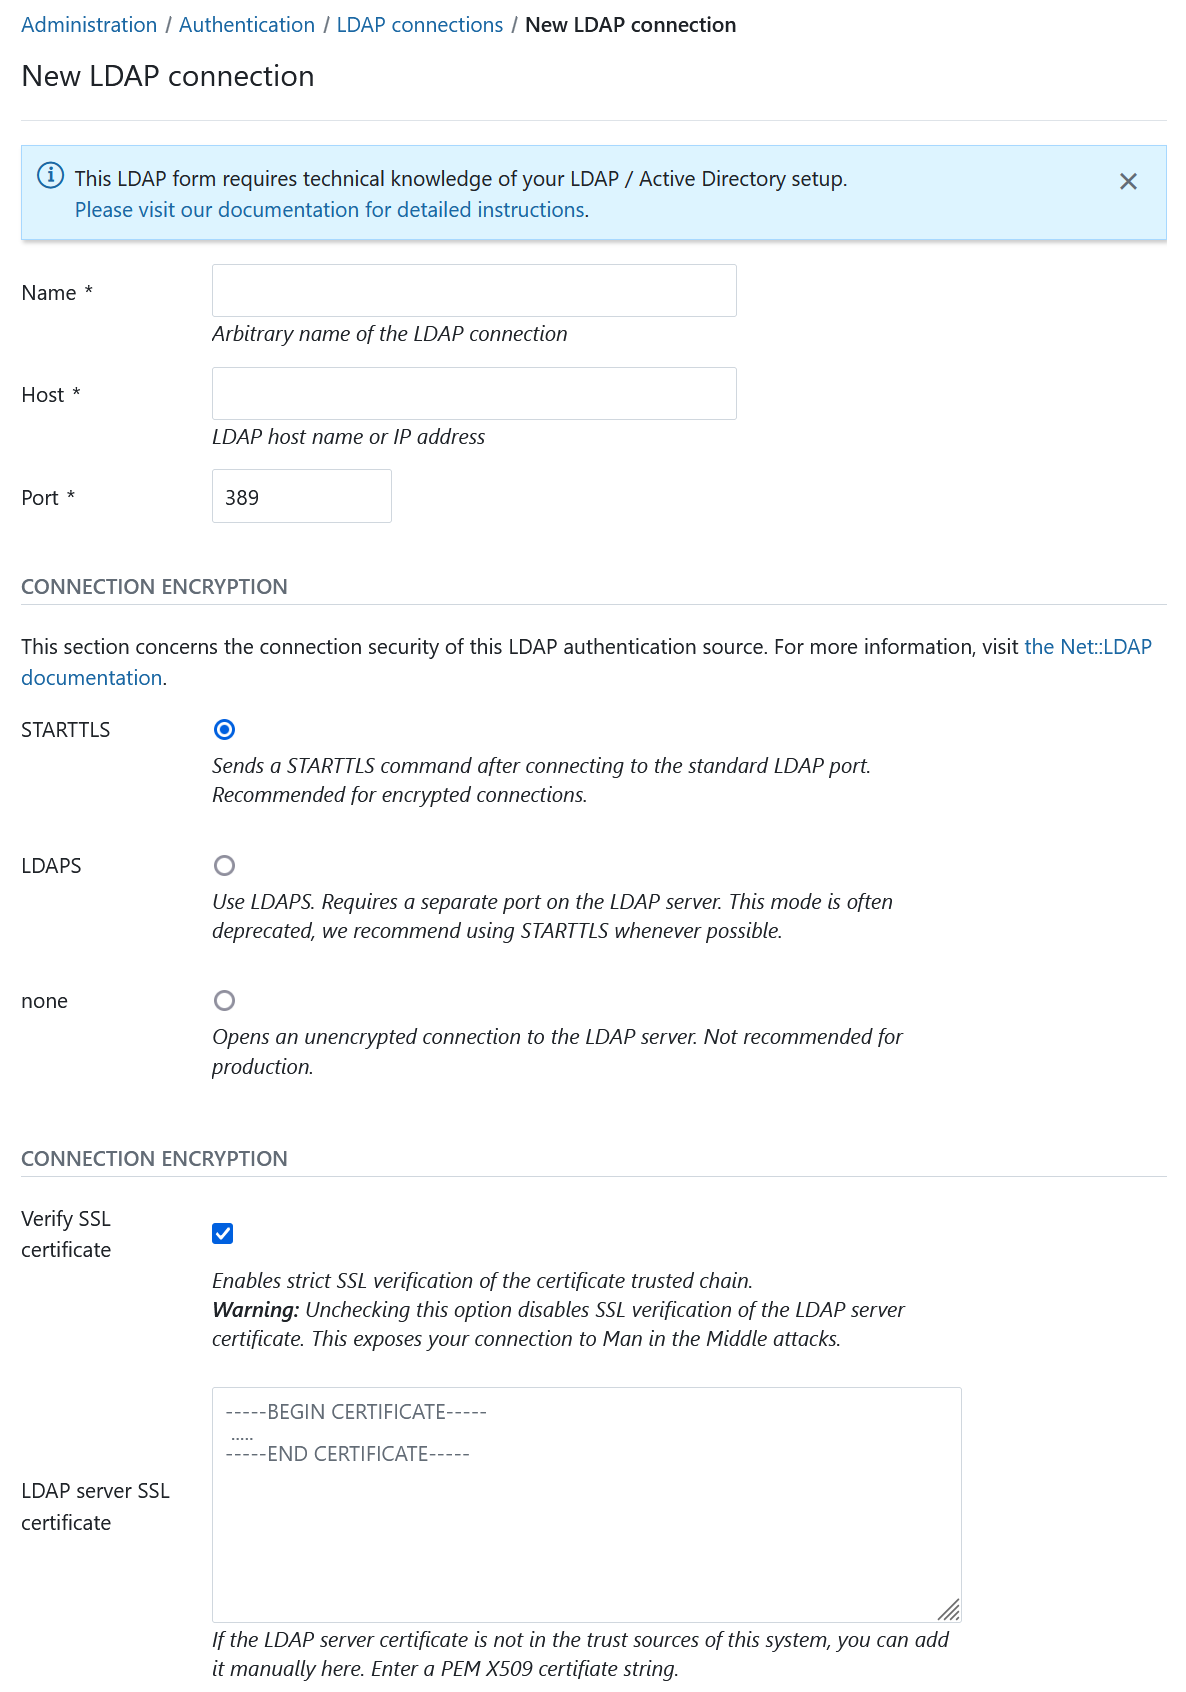 Administration / Authentication / LDAP connections / New LDAP connection
New LDAP connection
This LDAP form requires technical knowledge of your LDAP / Active Directory setup.
Please visit our documentation for detailed instructions.
Name *
Arbitrary name of the LDAP connection
Host *
LDAP host name or IP address
Port *
389
CONNECTION ENCRYPTION
This section concerns the connection security of this LDAP authentication source. For more information, visit the Net::LDAP
documentation.
STARTTLS
Sends a STARTTLS command after connecting to the standard LDAP port.
Recommended for encrypted connections.
LDAPS
Use LDAPS. Requires a separate port on the LDAP server. This mode is often
deprecated, we recommend using STARTTLS whenever possible.
none
Opens an unencrypted connection to the LDAP server. Not recommended for
production.
CONNECTION ENCRYPTION
Verify SSL
certificate
Enables strict SSL verification of the certificate trusted chain.
Warning: Unchecking this option disables SSL verification of the LDAP server
certificate. This exposes your connection to Man in the Middle attacks.
-----BEGIN CERTIFICATE-----
.....
-----END CERTIFICATE-----
LDAP server SSL
certificate
If the LDAP server certificate is not in the trust sources of this system, you can add
it manually here. Enter a PEM X509 certifiate string.